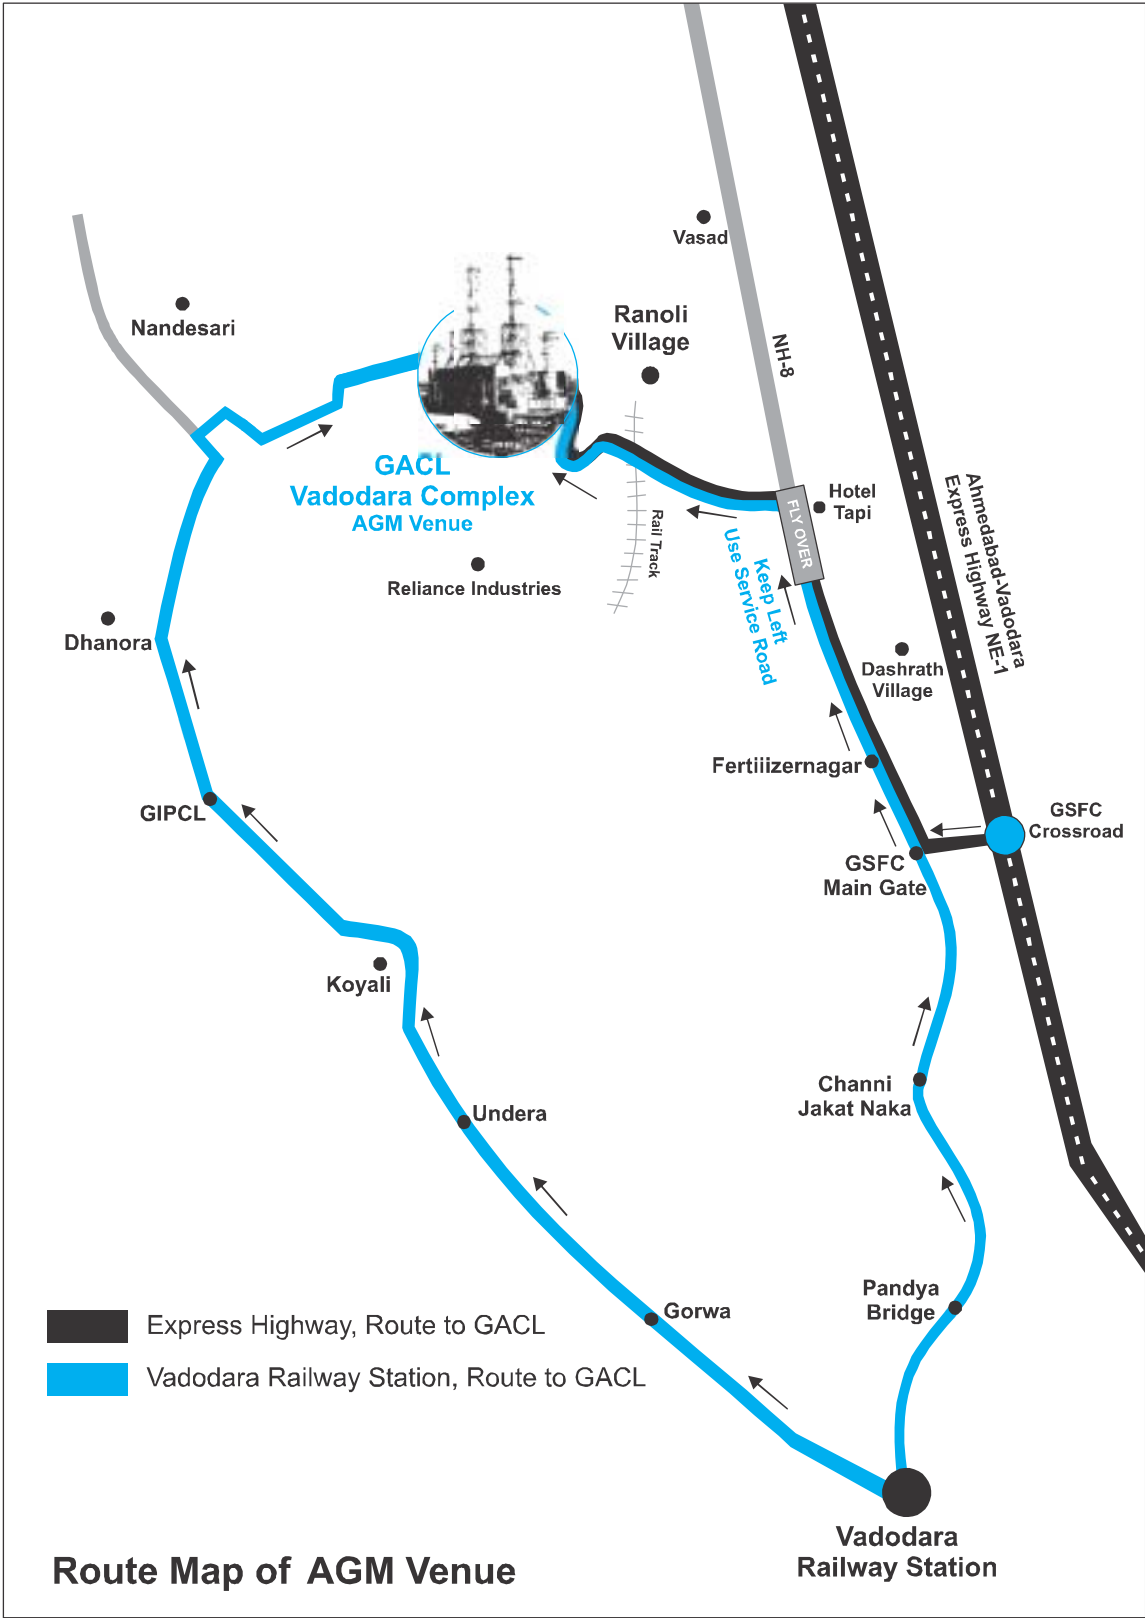 Vasad
Nandesari
Ranoli
Village
NH-8
GACL
Vadodara Complex
AGM Venue
Hotel
Tapi
FLY OVER
Rail Track
Ahmedabad-Vadodara
Express Highway NE-1
Keep Left
Use Service Road
Reliance Industries
Dhanora
Dashrath
Village
Fertiiizernagar
GIPCL
GSFC
Crossroad
GSFC
Main Gate
Koyali
Channi
Jakat Naka
Undera
Pandya
Bridge
Gorwa
Express Highway, Route to GACL
Vadodara Railway Station, Route to GACL
Vadodara
Railway Station
Route Map of AGM Venue